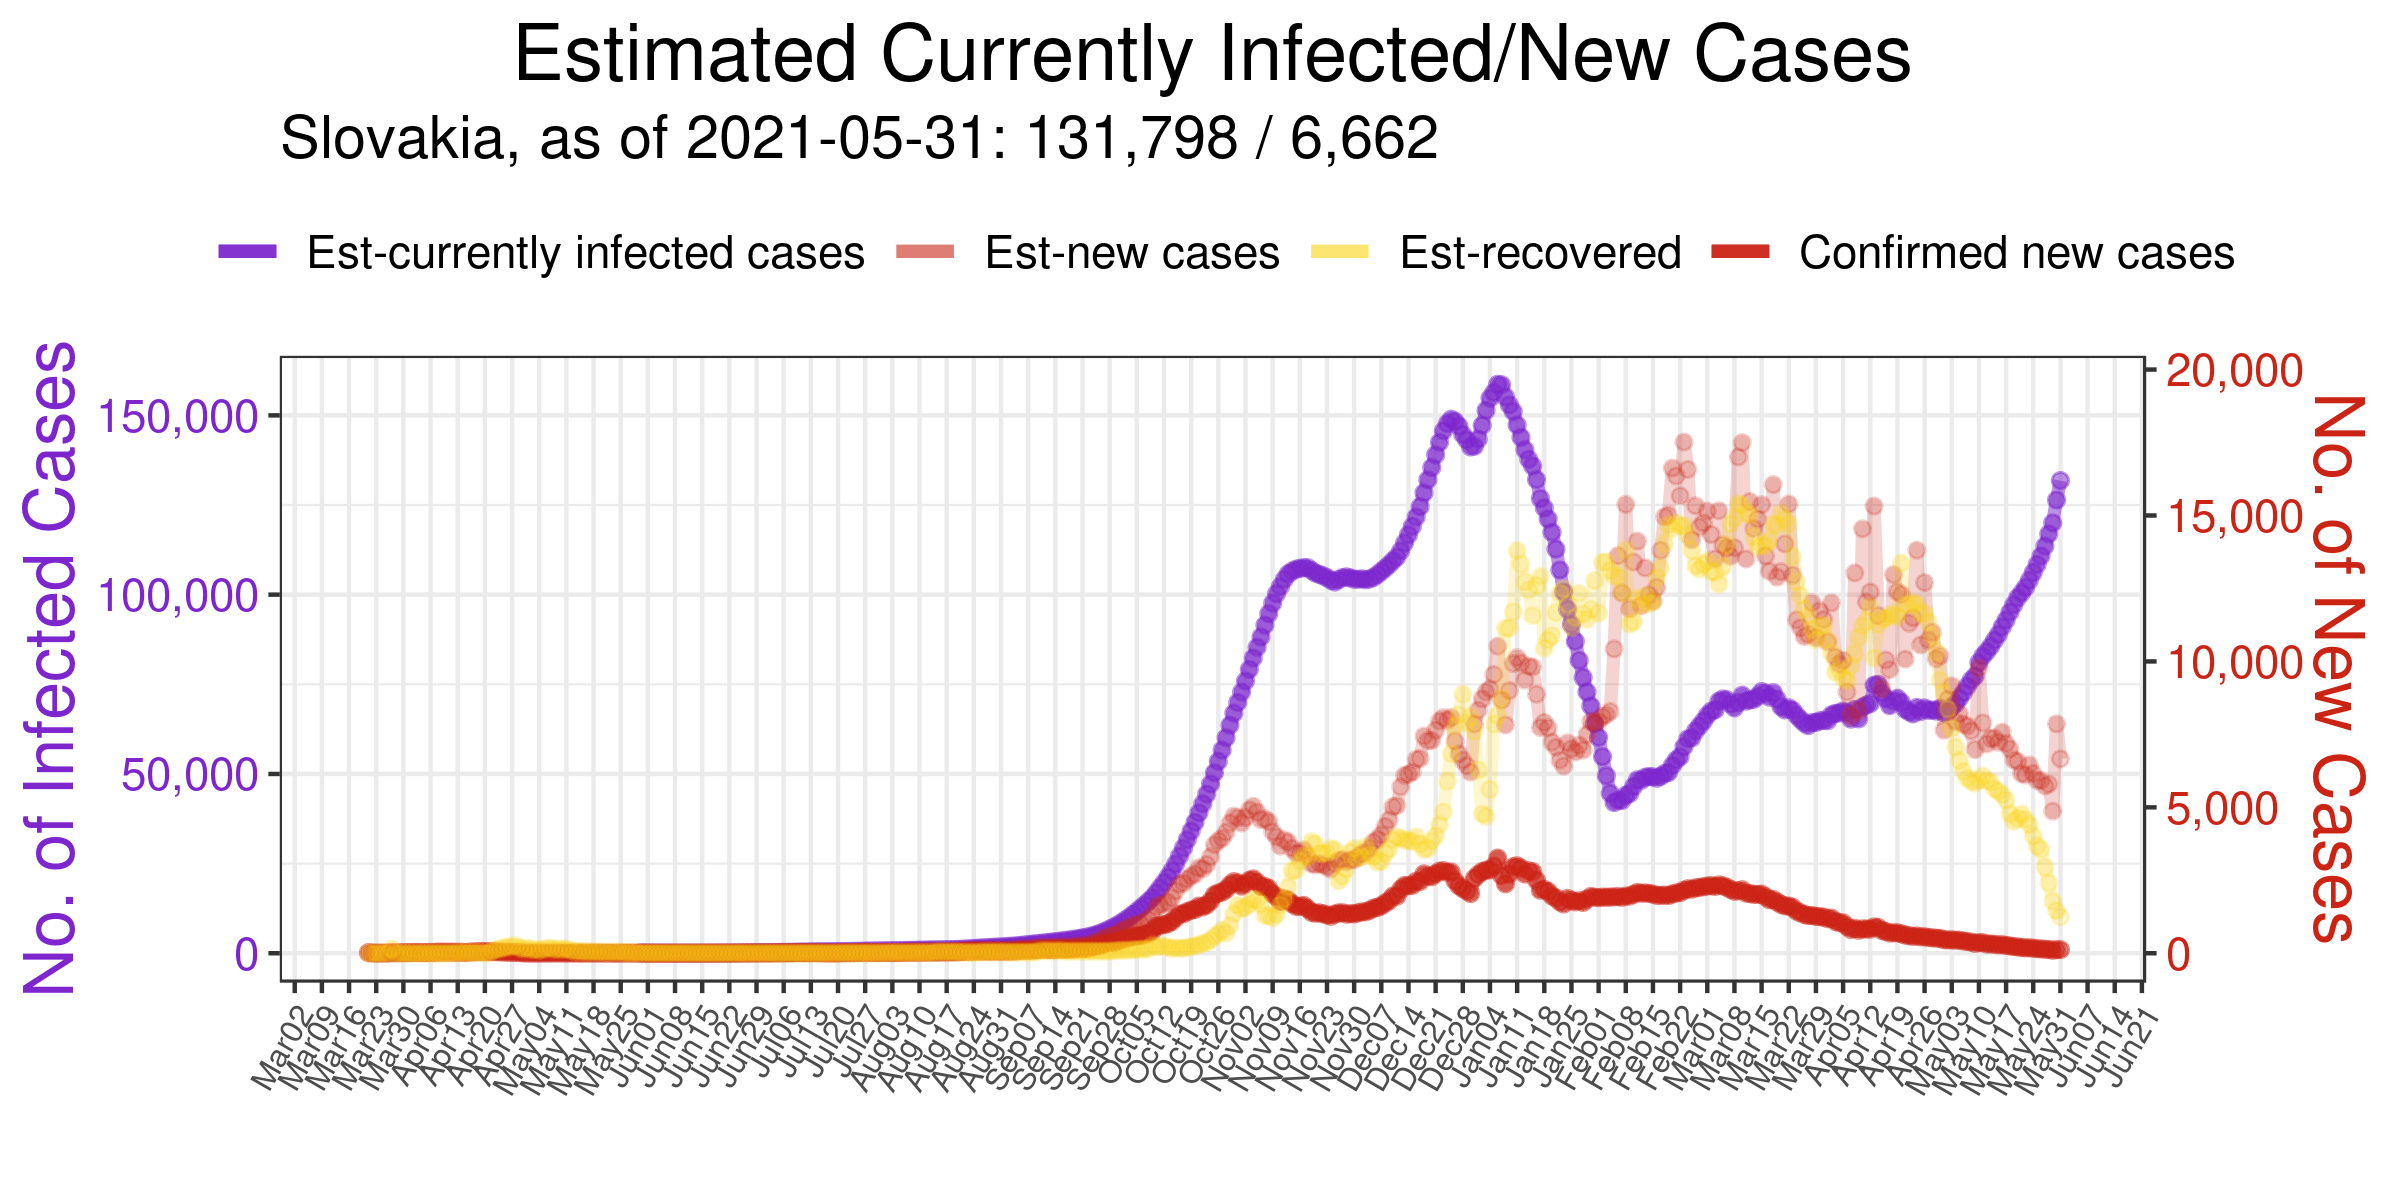 Estimated Currently Infected/New Cases
Slovakia, as of 2021-05-31: 131,798 / 6,662
Est-currently infected cases Est-new cases Est-recovered Confirmed new cases
No. of Infected Cases
150,000
100,000
50,000
0
20,000
15,000
10,000
5,000
0
No. of New Cases
Mar02 Mar09 Mar16 Mar23 Mar30 Apr06 Apr13 Apr20 Apr27 May04 May11 May18 May25 Jun01 Jun08 Jun15 Jun22 Jun29 Jul06 Jul13 Jul20 Jul27 Aug03 Aug10 Aug17 Aug24 Aug31 Sep07 Sep14 Sep21 Sep28 Oct05 Oct12 Oct19 Oct26 Nov02 Nov09 Nov16 Nov23 Nov30 Dec07 Dec14 Dec21 Dec28 Jan04 Jan11 Jan18 Jan25 Feb01 Feb08 Feb15 Feb22 Mar01 Mar08 Mar15 Mar22 Mar29 Apr05 Apr12 Apr19 Apr26 May03 May10 May17 May24 May31 Jun07 Jun14 Jun21